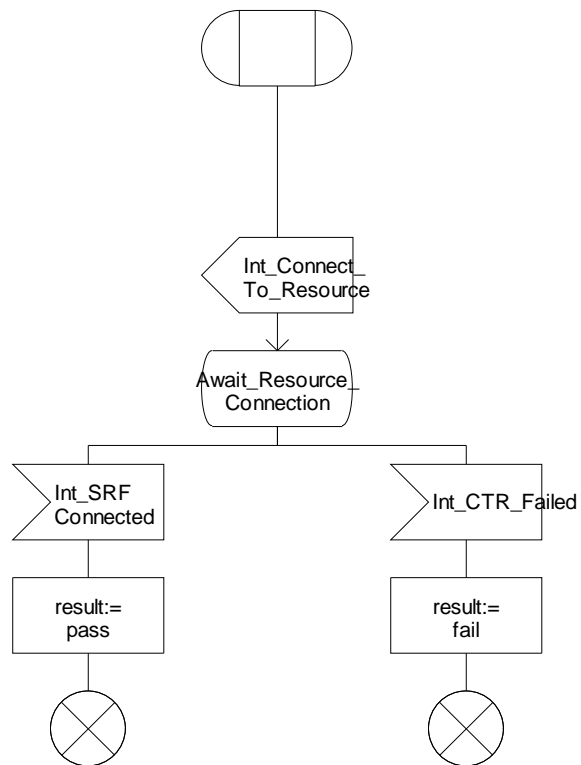 Int_Connect_
To_Resource
Await_Resource_
Connection
Int_SRF
Connected
Int_CTR_Failed
result:=
pass
result:=
fail